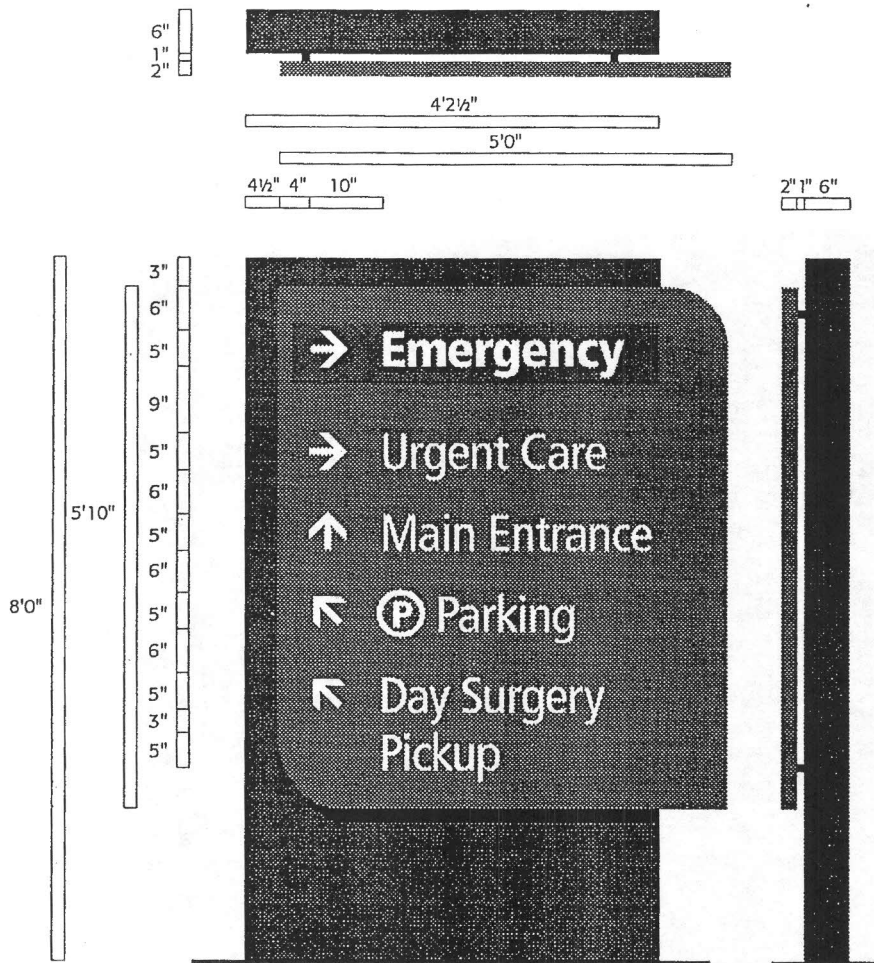 6"
1"
2"
4'2½"
5'0"
4½" 4" 10"
2" 1" 6"
3"
6"
5"
9"
5"
6"
5"
6"
5"
6"
5"
3"
5"
5'10"
8'0"
Emergency
Urgent Care
Main Entrance
P Parking
Day Surgery
Pickup